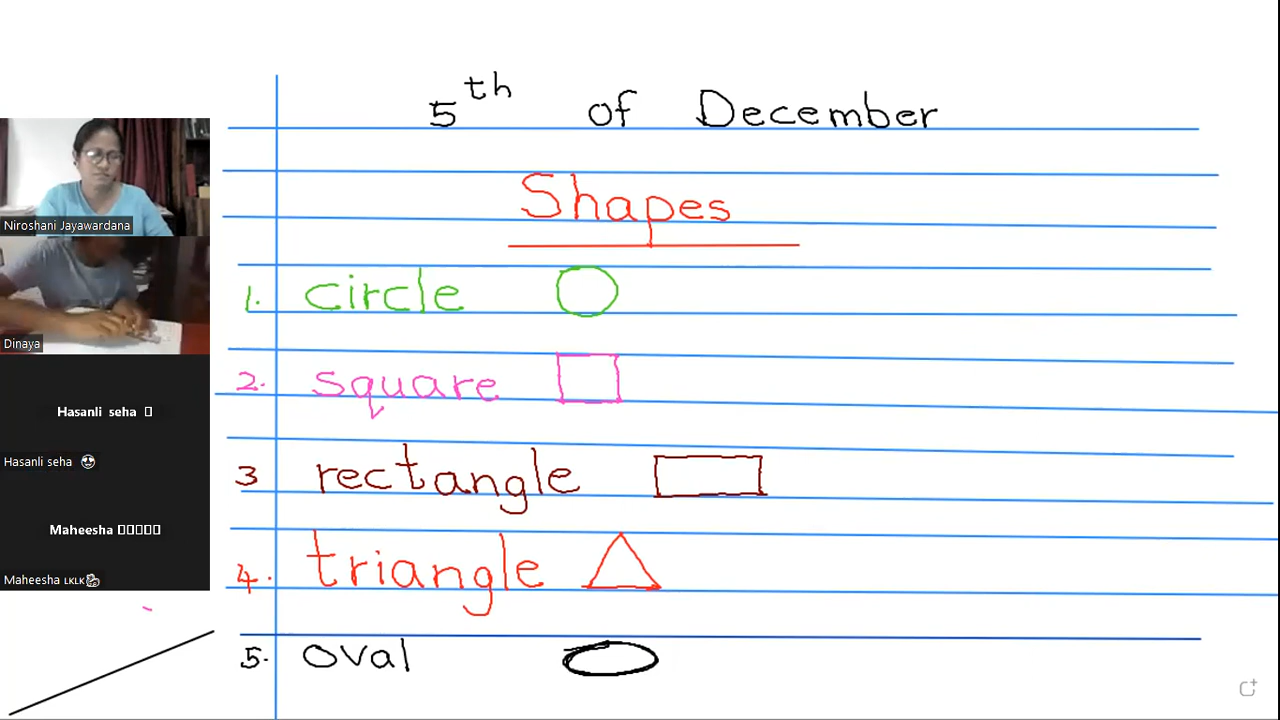 5th of December
Shapes
1. circle
2. square
3 rectangle
4. triangle
5. oval
Niroshani Jayawardana
Dinaya
Hasanli seha
Hasanli seha 😍
Maheesha
Maheesha LKLK